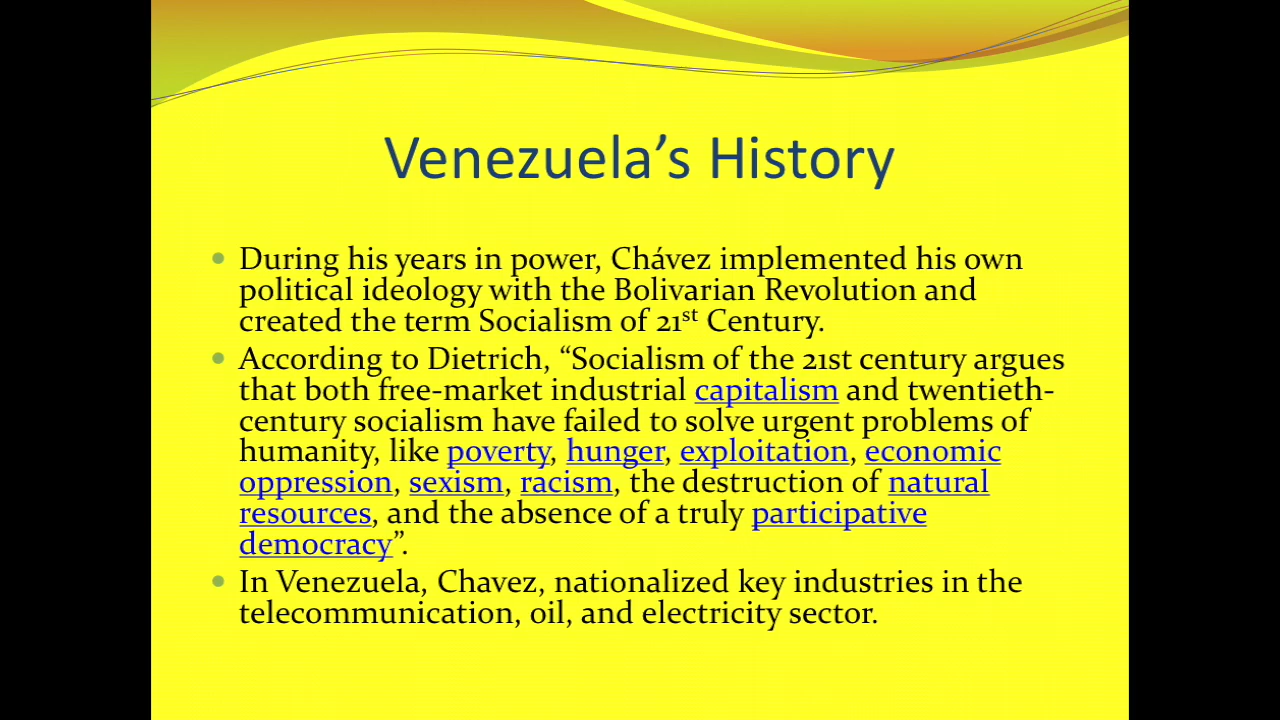 Venezuela’s History
During his years in power, Chávez implemented his own
political ideology with the Bolivarian Revolution and
created the term Socialism of 21st Century.
According to Dietrich, “Socialism of the 21st century argues
that both free-market industrial capitalism and twentieth-
century socialism have failed to solve urgent problems of
humanity, like poverty, hunger, exploitation, economic
oppression, sexism, racism, the destruction of natural
resources, and the absence of a truly participative
democracy”.
In Venezuela, Chavez, nationalized key industries in the
telecommunication, oil, and electricity sector.